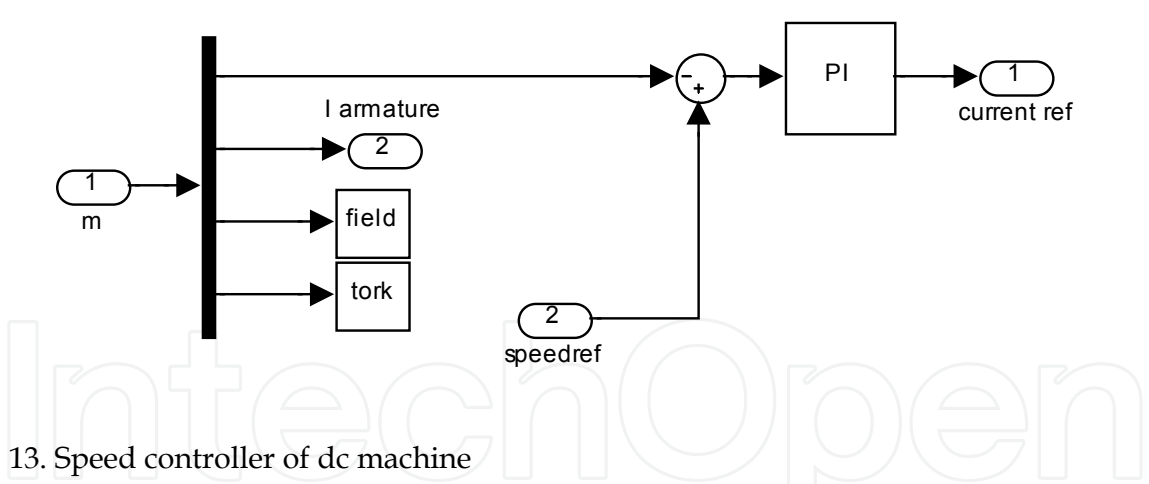 PI
1
current ref
I armature
2
1
m
field
tork
2
speedref
IntechOpen
13. Speed controller of dc machine